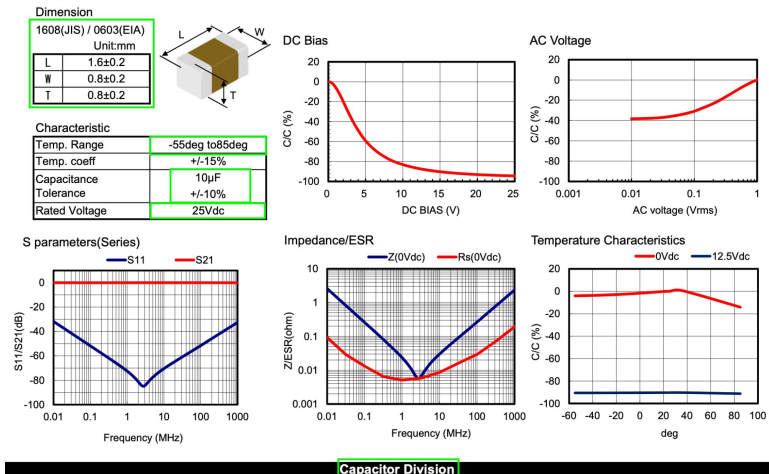 Dimension
1608(JIS) / 0603(EIA)
Unit:mm
L 1.6±0.2
W 0.8±0.2
T 0.8±0.2
L
W
T
Characteristic
Temp. Range -55deg to85deg
Temp. coeff +/-15%
Capacitance 10µF
Tolerance +/-10%
Rated Voltage 25Vdc
DC Bias
20
0
-20
-40
-60
-80
-100
C/C (%)
0 5 10 15 20 25
DC BIAS (V)
AC Voltage
20
0
-20
-40
-60
-80
-100
C/C (%)
0.001 0.01 0.1 1
AC voltage (Vrms)
S parameters(Series)
S11 S21
0
-20
-40
-60
-80
-100
S11/S21(dB)
0.01 0.1 1 10 100 1000
Frequency (MHz)
Impedance/ESR
Z(0Vdc) Rs(0Vdc)
10
1
0.1
0.01
0.001
Z/ESR(ohm)
0.01 0.1 1 10 100 1000
Frequency (MHz)
Temperature Characteristics
0Vdc 12.5Vdc
20
0
-20
-40
-60
-80
-100
C/C (%)
-60 -40 -20 0 20 40 60 80 100
deg
Capacitor Division